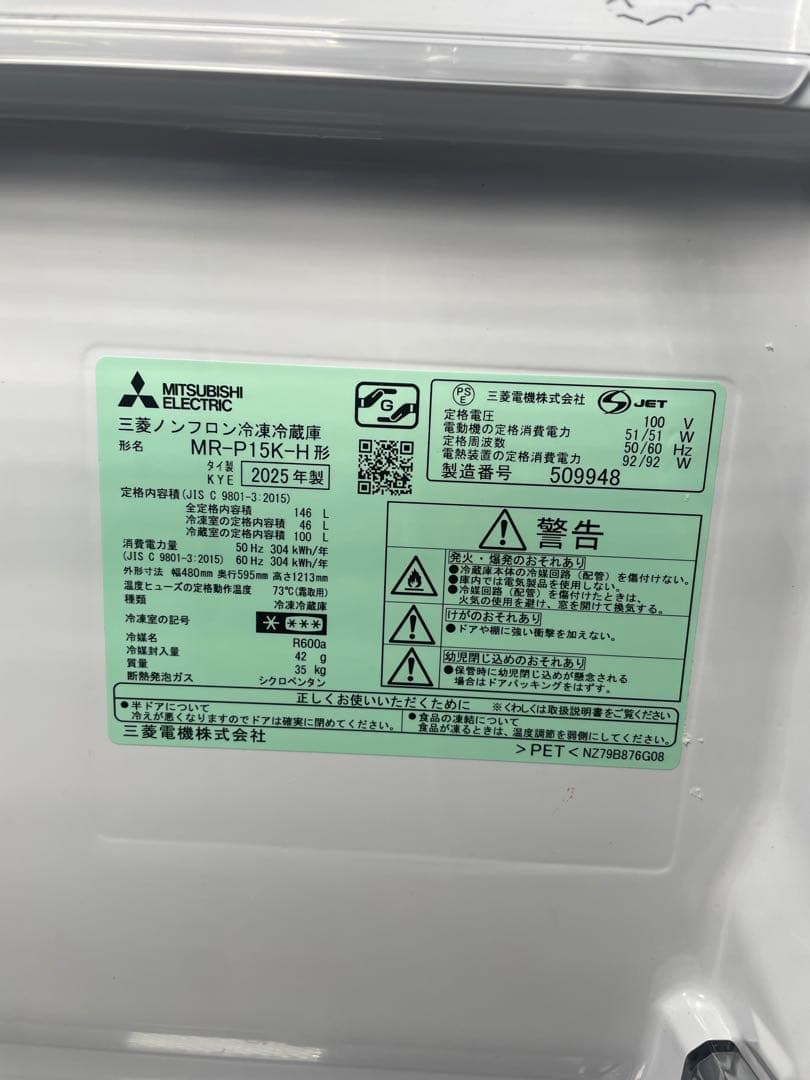 MITSUBISHI
ELECTRIC
三菱ノンフロン冷凍冷蔵庫
形名 MR-P15K-H形
タイ製
KYE 2025年製
定格内容積(JIS C 9801-3:2015)
全定格内容積 146 L
冷凍室の定格内容積 46 L
冷蔵室の定格内容積 100 L
消費電力量 50Hz 304kWh/年
(JIS C 9801-3:2015) 60Hz 304kWh/年
外形寸法 幅480mm 奥行595mm 高さ1213mm
温度ヒューズの定格動作温度 73℃(霜取用)
種類 冷凍冷蔵庫
冷凍室の記号 * ***
冷媒名 R600a
冷媒封入量 42 g
質量 35 kg
断熱発泡ガス シクロペンタン
G
PS
E 三菱電機株式会社 JET
定格電圧 100 V
電動機の定格消費電力 51/51 W
定格周波数 50/60 Hz
電熱装置の定格消費電力 92/92 W
製造番号 509948
警告
発火・爆発のおそれあり
●冷蔵庫本体の冷媒回路(配管)を傷付けない。
●庫内では電気製品を使用しない。
●冷媒回路(配管)を傷付けたときは、
火気の使用を避け、窓を開けて換気する。
けがのおそれあり
●ドアや棚に強い衝撃を加えない。
幼児閉じ込めのおそれあり
●保管時に幼児閉じ込めが懸念される
場合はドアパッキングをはずす。
正しくお使いいただくために ※くわしくは取扱説明書をご覧ください
●半ドアについて
冷えが悪くなりますのでドアは確実に閉めてください。
●食品の凍結について
食品が凍るときは、温度調節を弱側にしてください。
三菱電機株式会社
>PET< NZ79B876G08